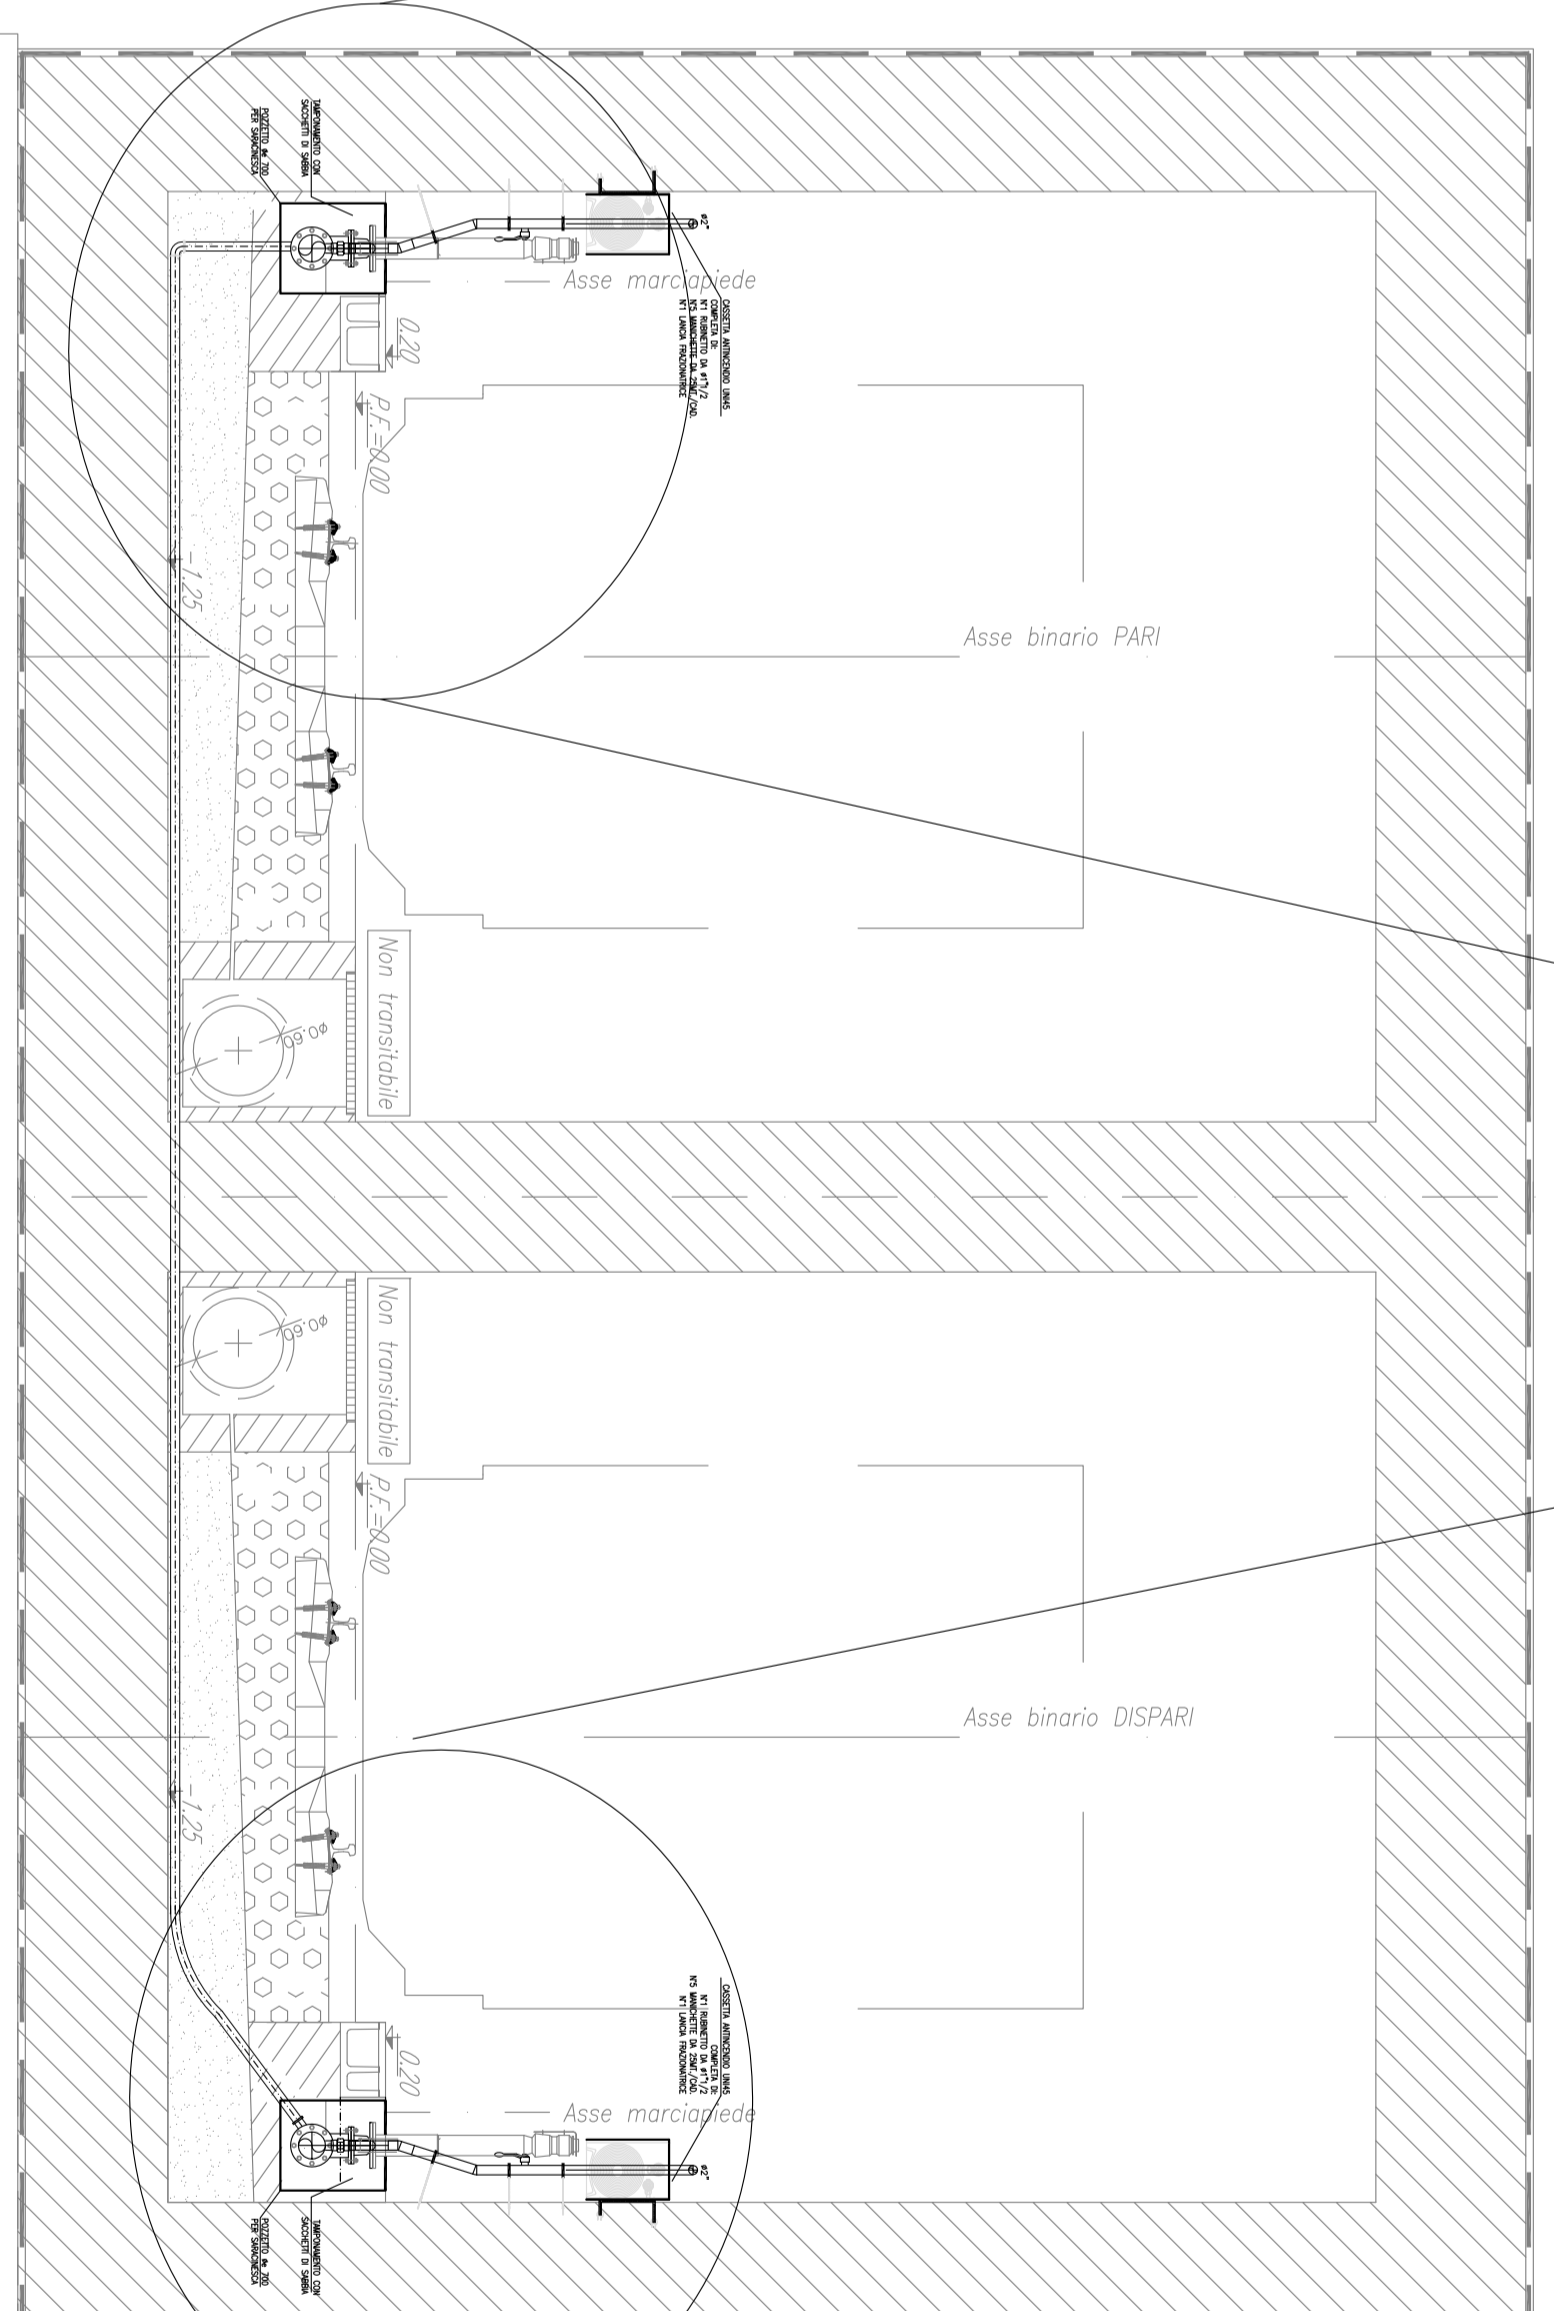 TAMPONAMENTO CON
SACCHETTI DI SABBIA
POZZETTO de 700
PER SARACINESCA
ø2"
Asse marciapiede
CASSETTA ANTINCENDIO UNI45
COMPLETA DI:
N°1 RUBINETTO DA ø1"1/2
N°5 MANICHETTE DA 25MT./CAD.
N°1 LANCIA FRAZIONATRICE
0.20
P.F.=0.00
-1.25
Asse binario PARI
Non transitabile
ø0.60
Non transitabile
ø0.60
P.F.=0.00
Asse binario DISPARI
-1.25
CASSETTA ANTINCENDIO UNI45
COMPLETA DI:
N°1 RUBINETTO DA ø1"1/2
N°5 MANICHETTE DA 25MT./CAD.
N°1 LANCIA FRAZIONATRICE
0.20
Asse marciapiede
ø2"
TAMPONAMENTO CON
SACCHETTI DI SABBIA
POZZETTO de 700
PER SARACINESCA